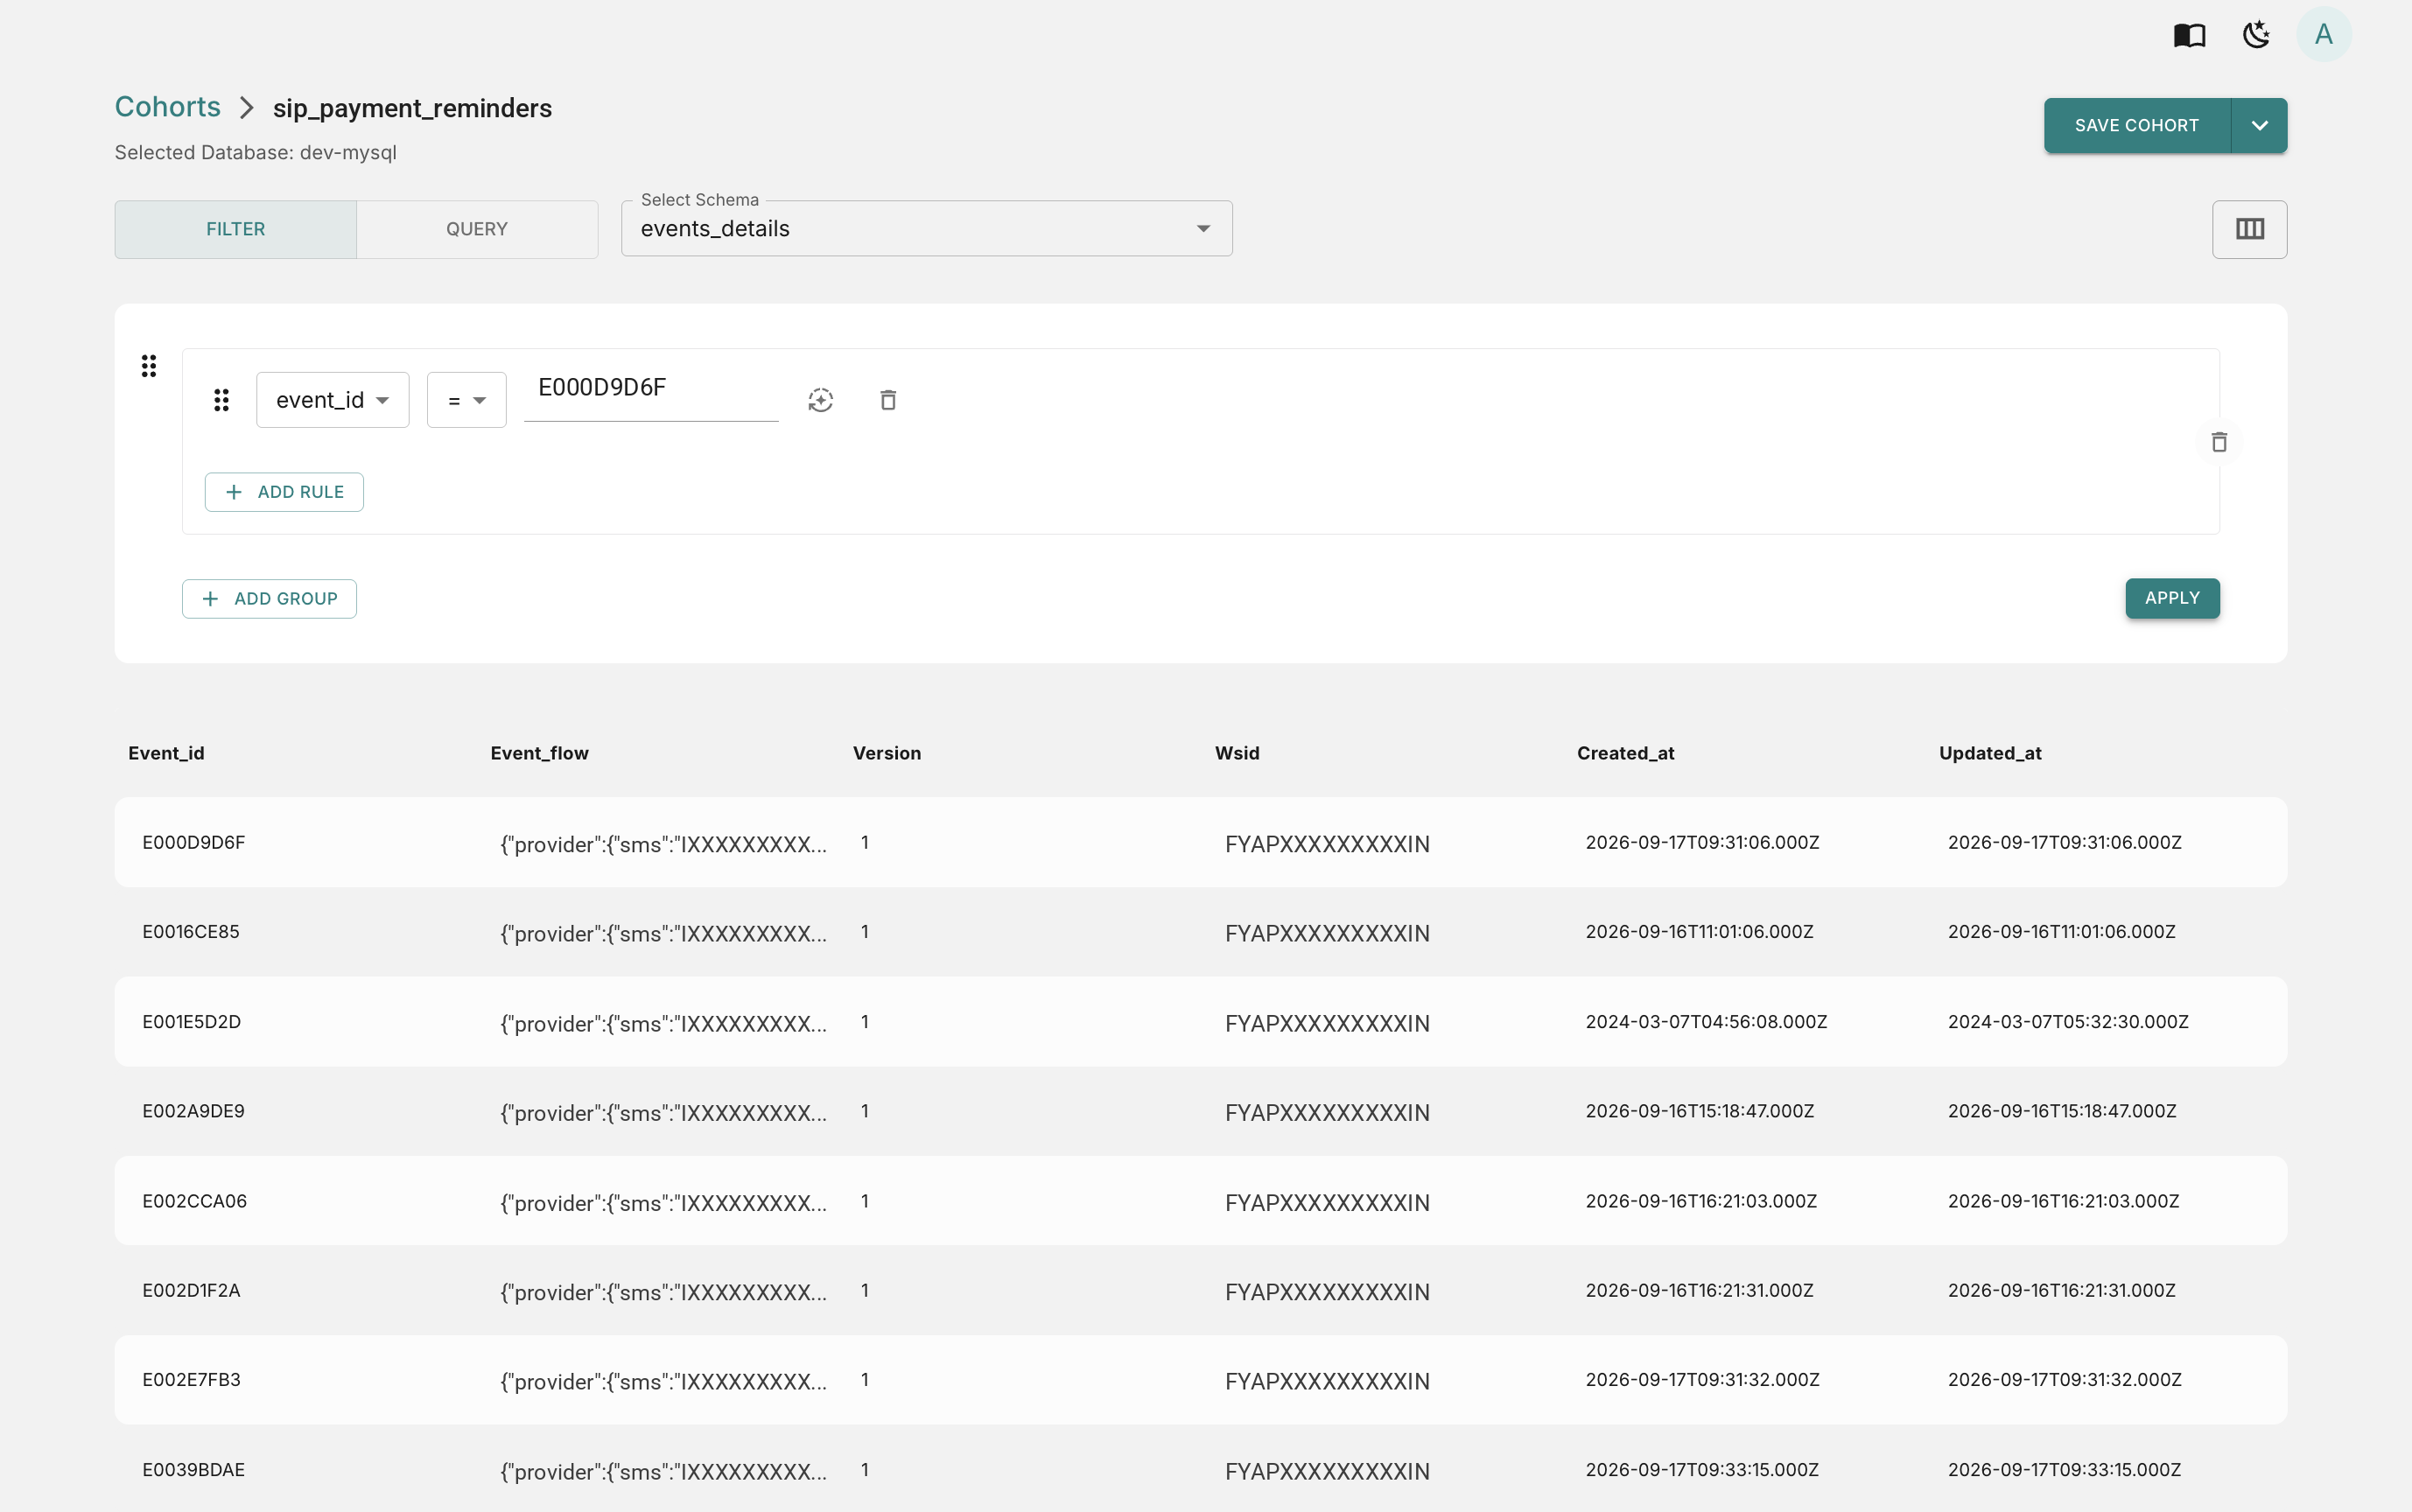 A
Cohorts > sip_payment_reminders
SAVE COHORT
Selected Database: dev-mysql
FILTER QUERY
Select Schema
events_details
event_id = E000D9D6F
+ ADD RULE
+ ADD GROUP
APPLY
Event_id Event_flow Version Wsid Created_at Updated_at
E000D9D6F {"provider":{"sms":"IXXXXXXXXX... 1 FYAPXXXXXXXXXIN 2026-09-17T09:31:06.000Z 2026-09-17T09:31:06.000Z
E0016CE85 {"provider":{"sms":"IXXXXXXXXX... 1 FYAPXXXXXXXXXIN 2026-09-16T11:01:06.000Z 2026-09-16T11:01:06.000Z
E001E5D2D {"provider":{"sms":"IXXXXXXXXX... 1 FYAPXXXXXXXXXIN 2024-03-07T04:56:08.000Z 2024-03-07T05:32:30.000Z
E002A9DE9 {"provider":{"sms":"IXXXXXXXXX... 1 FYAPXXXXXXXXXIN 2026-09-16T15:18:47.000Z 2026-09-16T15:18:47.000Z
E002CCA06 {"provider":{"sms":"IXXXXXXXXX... 1 FYAPXXXXXXXXXIN 2026-09-16T16:21:03.000Z 2026-09-16T16:21:03.000Z
E002D1F2A {"provider":{"sms":"IXXXXXXXXX... 1 FYAPXXXXXXXXXIN 2026-09-16T16:21:31.000Z 2026-09-16T16:21:31.000Z
E002E7FB3 {"provider":{"sms":"IXXXXXXXXX... 1 FYAPXXXXXXXXXIN 2026-09-17T09:31:32.000Z 2026-09-17T09:31:32.000Z
E0039BDAE {"provider":{"sms":"IXXXXXXXXX... 1 FYAPXXXXXXXXXIN 2026-09-17T09:33:15.000Z 2026-09-17T09:33:15.000Z